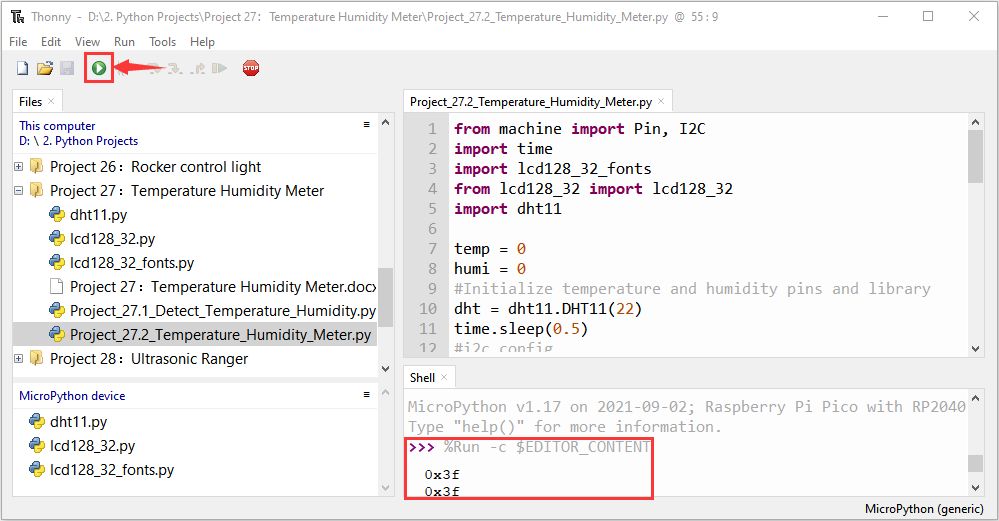 Thonny - D:\2. Python Projects\Project 27：Temperature Humidity Meter\Project_27.2_Temperature_Humidity_Meter.py @ 55 : 9
File Edit View Run Tools Help
STOP
Files
This computer
D: \ 2. Python Projects
Project 26：Rocker control light
Project 27：Temperature Humidity Meter
dht11.py
lcd128_32.py
lcd128_32_fonts.py
Project 27：Temperature Humidity Meter.docx
Project_27.1_Detect_Temperature_Humidity.py
Project_27.2_Temperature_Humidity_Meter.py
Project 28：Ultrasonic Ranger
MicroPython device
dht11.py
lcd128_32.py
lcd128_32_fonts.py
Project_27.2_Temperature_Humidity_Meter.py
1 from machine import Pin, I2C
2 import time
3 import lcd128_32_fonts
4 from lcd128_32 import lcd128_32
5 import dht11
6
7 temp = 0
8 humi = 0
9 #Initialize temperature and humidity pins and library
10 dht = dht11.DHT11(22)
11 time.sleep(0.5)
12 #i2c config
Shell
MicroPython v1.17 on 2021-09-02; Raspberry Pi Pico with RP2040
Type "help()" for more information.
>>> %Run -c $EDITOR_CONTENT
0x3f
0x3f
MicroPython (generic)